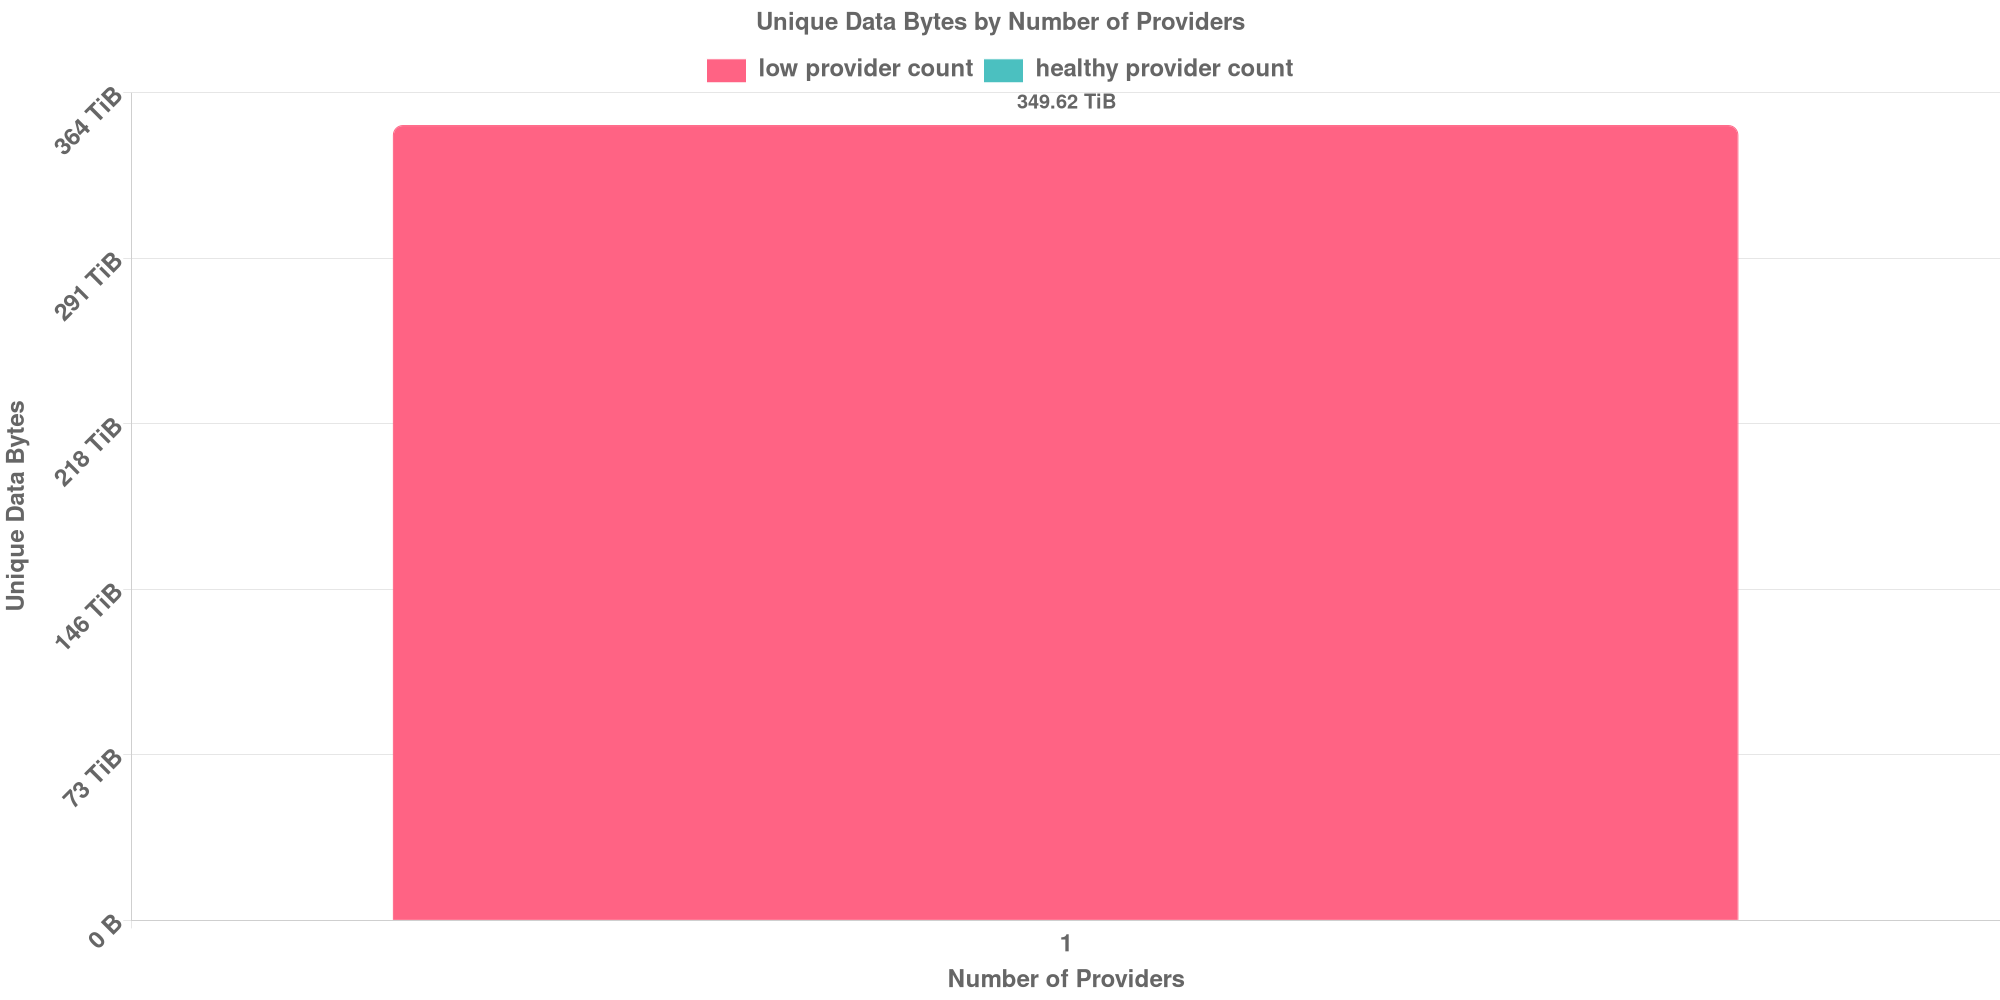 Unique Data Bytes by Number of Providers
low provider count healthy provider count
349.62 TiB
364 TiB
291 TiB
218 TiB
146 TiB
73 TiB
0 B
Unique Data Bytes
1
Number of Providers